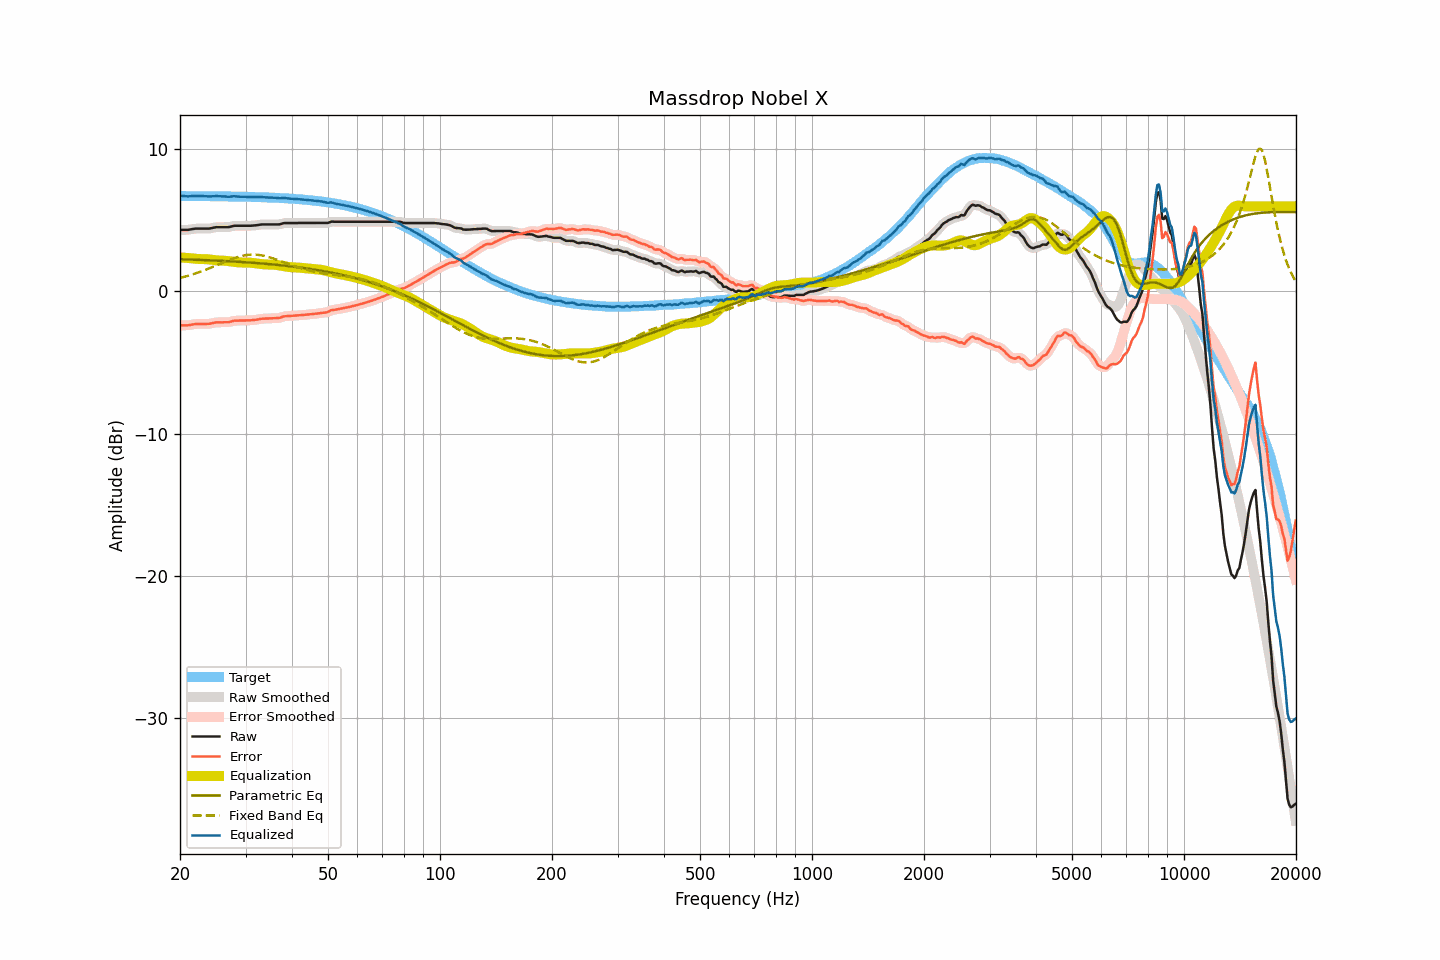 Massdrop Nobel X
Amplitude (dBr)
10
0
−10
−20
−30
Target
Raw Smoothed
Error Smoothed
Raw
Error
Equalization
Parametric Eq
Fixed Band Eq
Equalized
20 50 100 200 500 1000 2000 5000 10000 20000
Frequency (Hz)